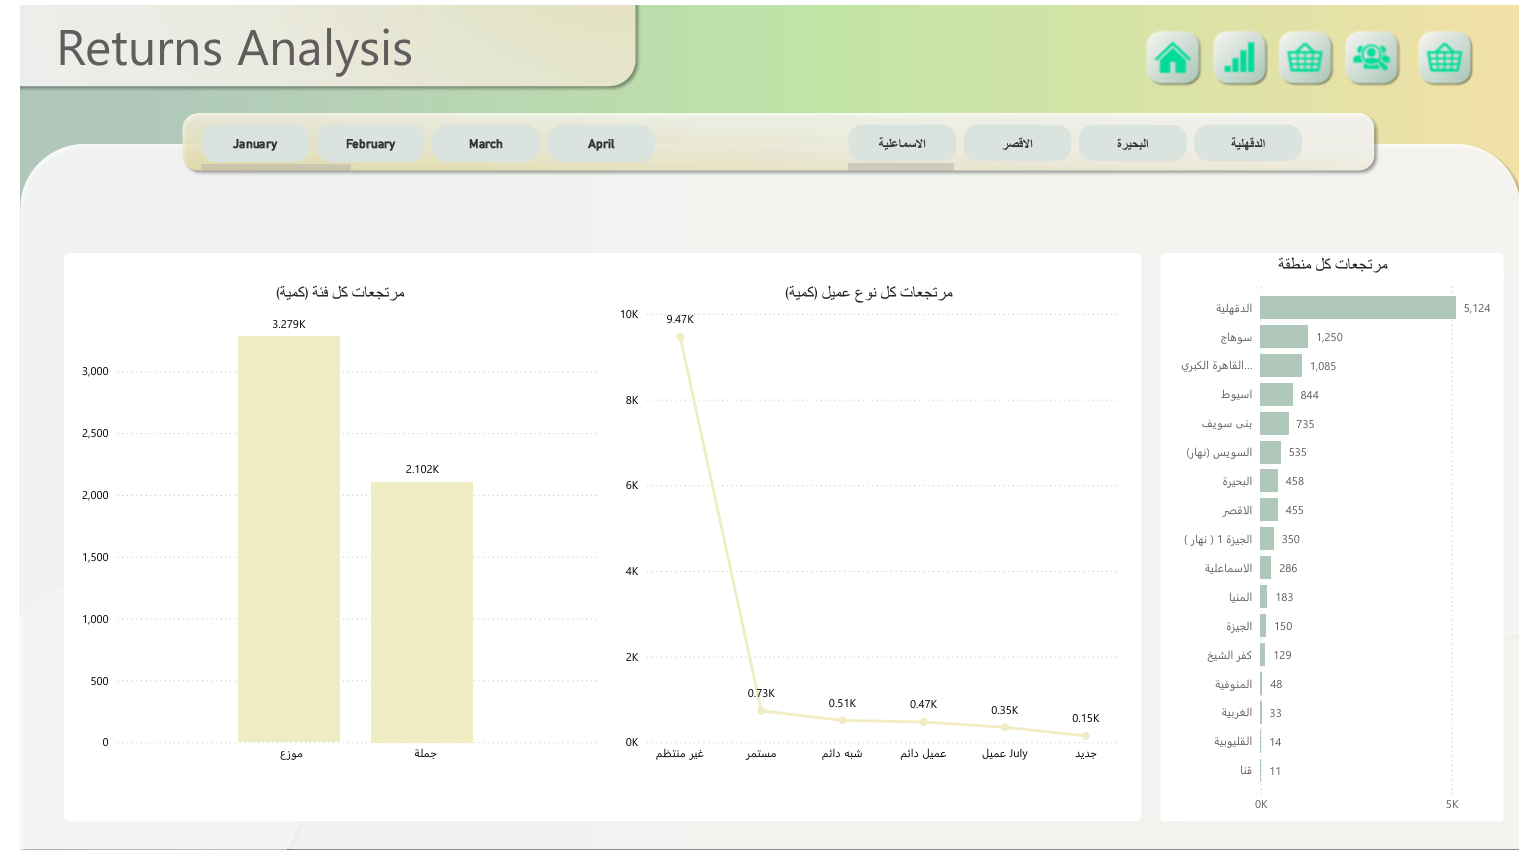 Returns Analysis
January
February
March
April
الاسماعلية
الاقصر
البحيرة
الدقهلية
مرتجعات كل فئة (كمية)
3.279K
2.102K
3,000
2,500
2,000
1,500
1,000
500
0
موزع
جملة
مرتجعات كل نوع عميل (كمية)
10K
8K
6K
4K
2K
0K
9.47K
0.73K
0.51K
0.47K
0.35K
0.15K
غير منتظم
مستمر
شبه دائم
عميل دائم
عميل July
جديد
مرتجعات كل منطقة
الدقهلية 5,124
سوهاج 1,250
القاهرة الكبري... 1,085
اسيوط 844
بنى سويف 735
السويس (نهار) 535
البحيرة 458
الاقصر 455
الجيزة 1 ( نهار ) 350
الاسماعلية 286
المنيا 183
الجيزة 150
كفر الشيخ 129
المنوفية 48
الغربية 33
القليوبية 14
قنا 11
0K
5K